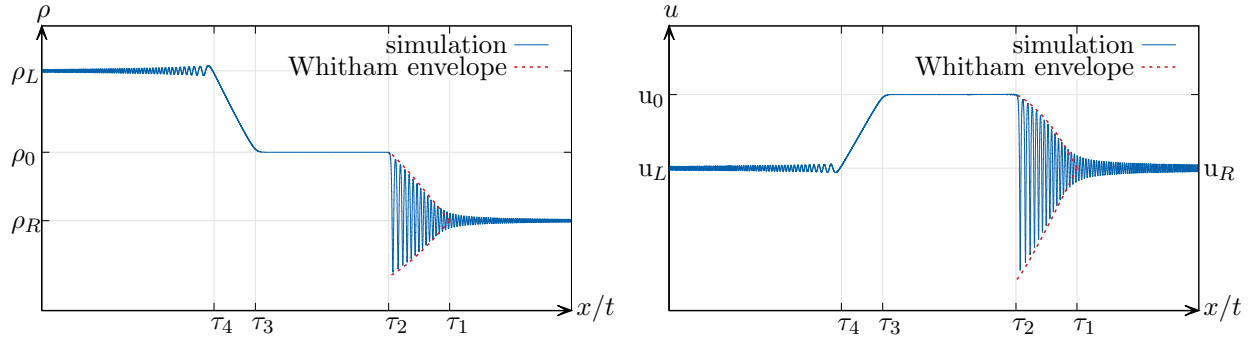 ρ
simulation
Whitham envelope
ρ_L
ρ_0
ρ_R
τ_4 τ_3 τ_2 τ_1 x/t
u
simulation
Whitham envelope
u_0
u_L u_R
τ_4 τ_3 τ_2 τ_1 x/t